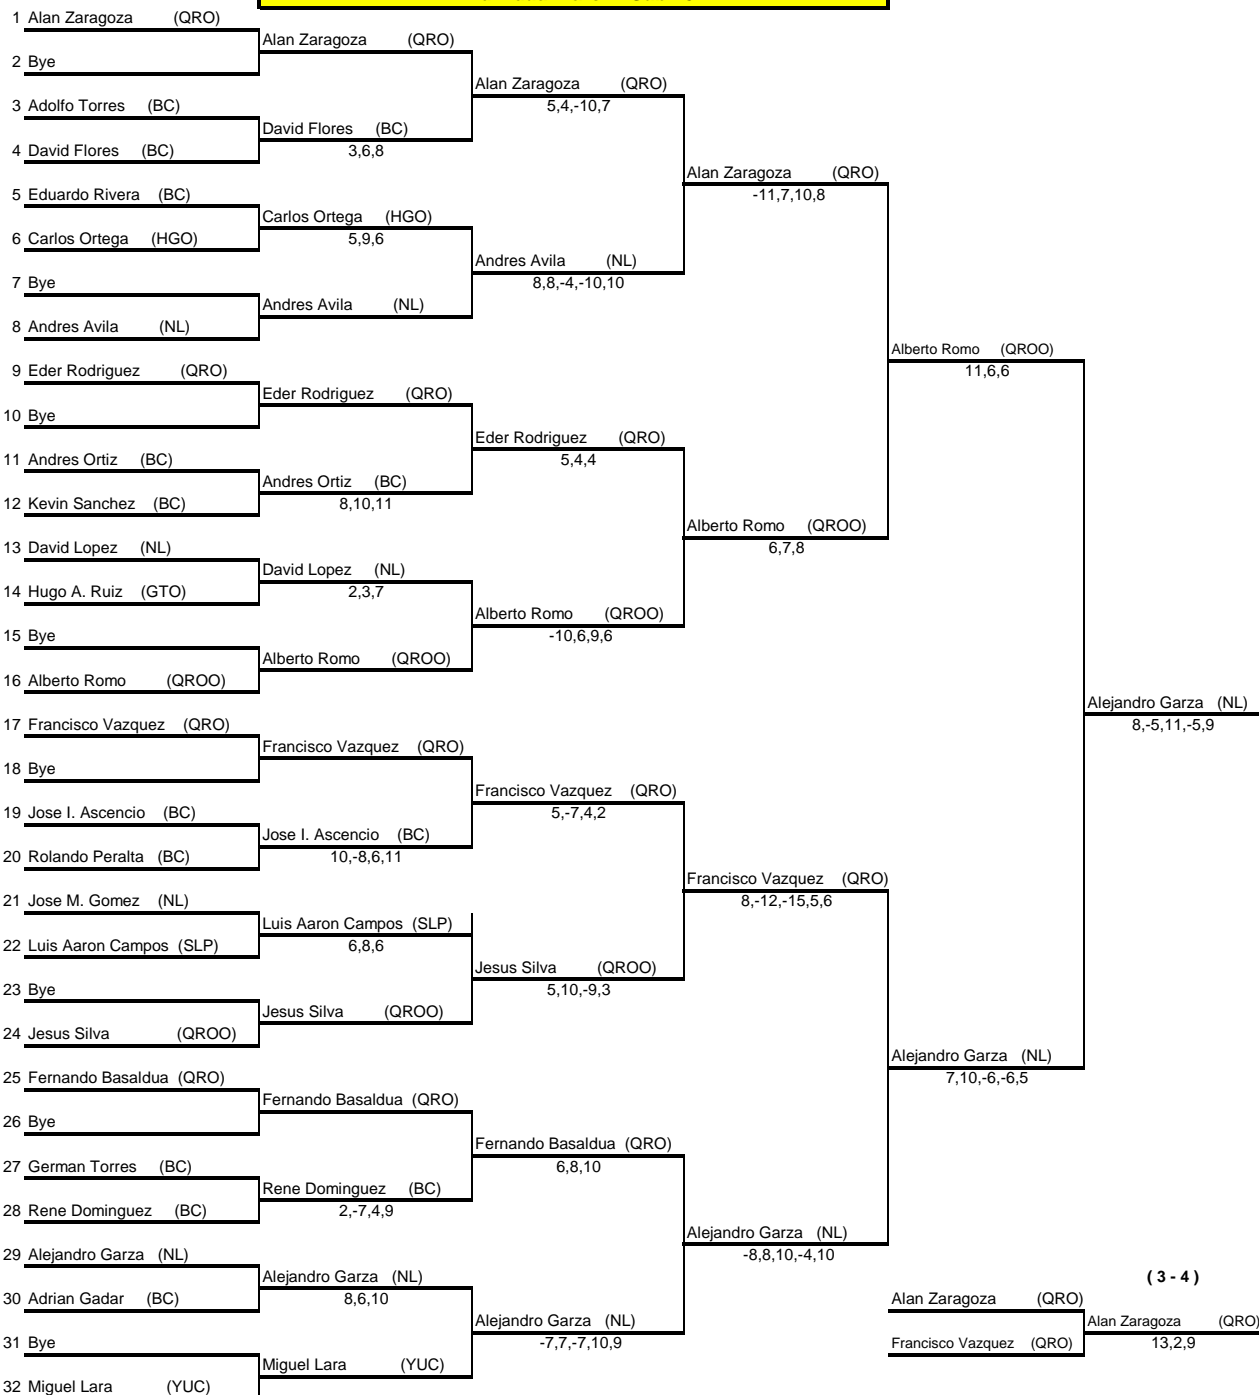 1 Alan Zaragoza (QRO)
Alan Zaragoza (QRO)
2 Bye
Alan Zaragoza (QRO)
5,4,-10,7
3 Adolfo Torres (BC)
David Flores (BC)
3,6,8
4 David Flores (BC)
Alan Zaragoza (QRO)
-11,7,10,8
5 Eduardo Rivera (BC)
Carlos Ortega (HGO)
5,9,6
6 Carlos Ortega (HGO)
Andres Avila (NL)
8,8,-4,-10,10
7 Bye
Andres Avila (NL)
8 Andres Avila (NL)
Alberto Romo (QROO)
11,6,6
9 Eder Rodriguez (QRO)
Eder Rodriguez (QRO)
10 Bye
Eder Rodriguez (QRO)
5,4,4
11 Andres Ortiz (BC)
Andres Ortiz (BC)
8,10,11
12 Kevin Sanchez (BC)
Alberto Romo (QROO)
6,7,8
13 David Lopez (NL)
David Lopez (NL)
2,3,7
14 Hugo A. Ruiz (GTO)
Alberto Romo (QROO)
-10,6,9,6
15 Bye
Alberto Romo (QROO)
16 Alberto Romo (QROO)
Alejandro Garza (NL)
8,-5,11,-5,9
17 Francisco Vazquez (QRO)
Francisco Vazquez (QRO)
18 Bye
Francisco Vazquez (QRO)
5,-7,4,2
19 Jose I. Ascencio (BC)
Jose I. Ascencio (BC)
10,-8,6,11
20 Rolando Peralta (BC)
Francisco Vazquez (QRO)
8,-12,-15,5,6
21 Jose M. Gomez (NL)
Luis Aaron Campos (SLP)
6,8,6
22 Luis Aaron Campos (SLP)
Jesus Silva (QROO)
5,10,-9,3
23 Bye
Jesus Silva (QROO)
24 Jesus Silva (QROO)
Alejandro Garza (NL)
7,10,-6,-6,5
25 Fernando Basaldua (QRO)
Fernando Basaldua (QRO)
26 Bye
Fernando Basaldua (QRO)
6,8,10
27 German Torres (BC)
Rene Dominguez (BC)
2,-7,4,9
28 Rene Dominguez (BC)
Alejandro Garza (NL)
-8,8,10,-4,10
29 Alejandro Garza (NL)
Alejandro Garza (NL)
8,6,10
30 Adrian Gadar (BC)
Alejandro Garza (NL)
-7,7,-7,10,9
31 Bye
Miguel Lara (YUC)
32 Miguel Lara (YUC)
( 3 - 4 )
Alan Zaragoza (QRO)
Alan Zaragoza (QRO)
13,2,9
Francisco Vazquez (QRO)